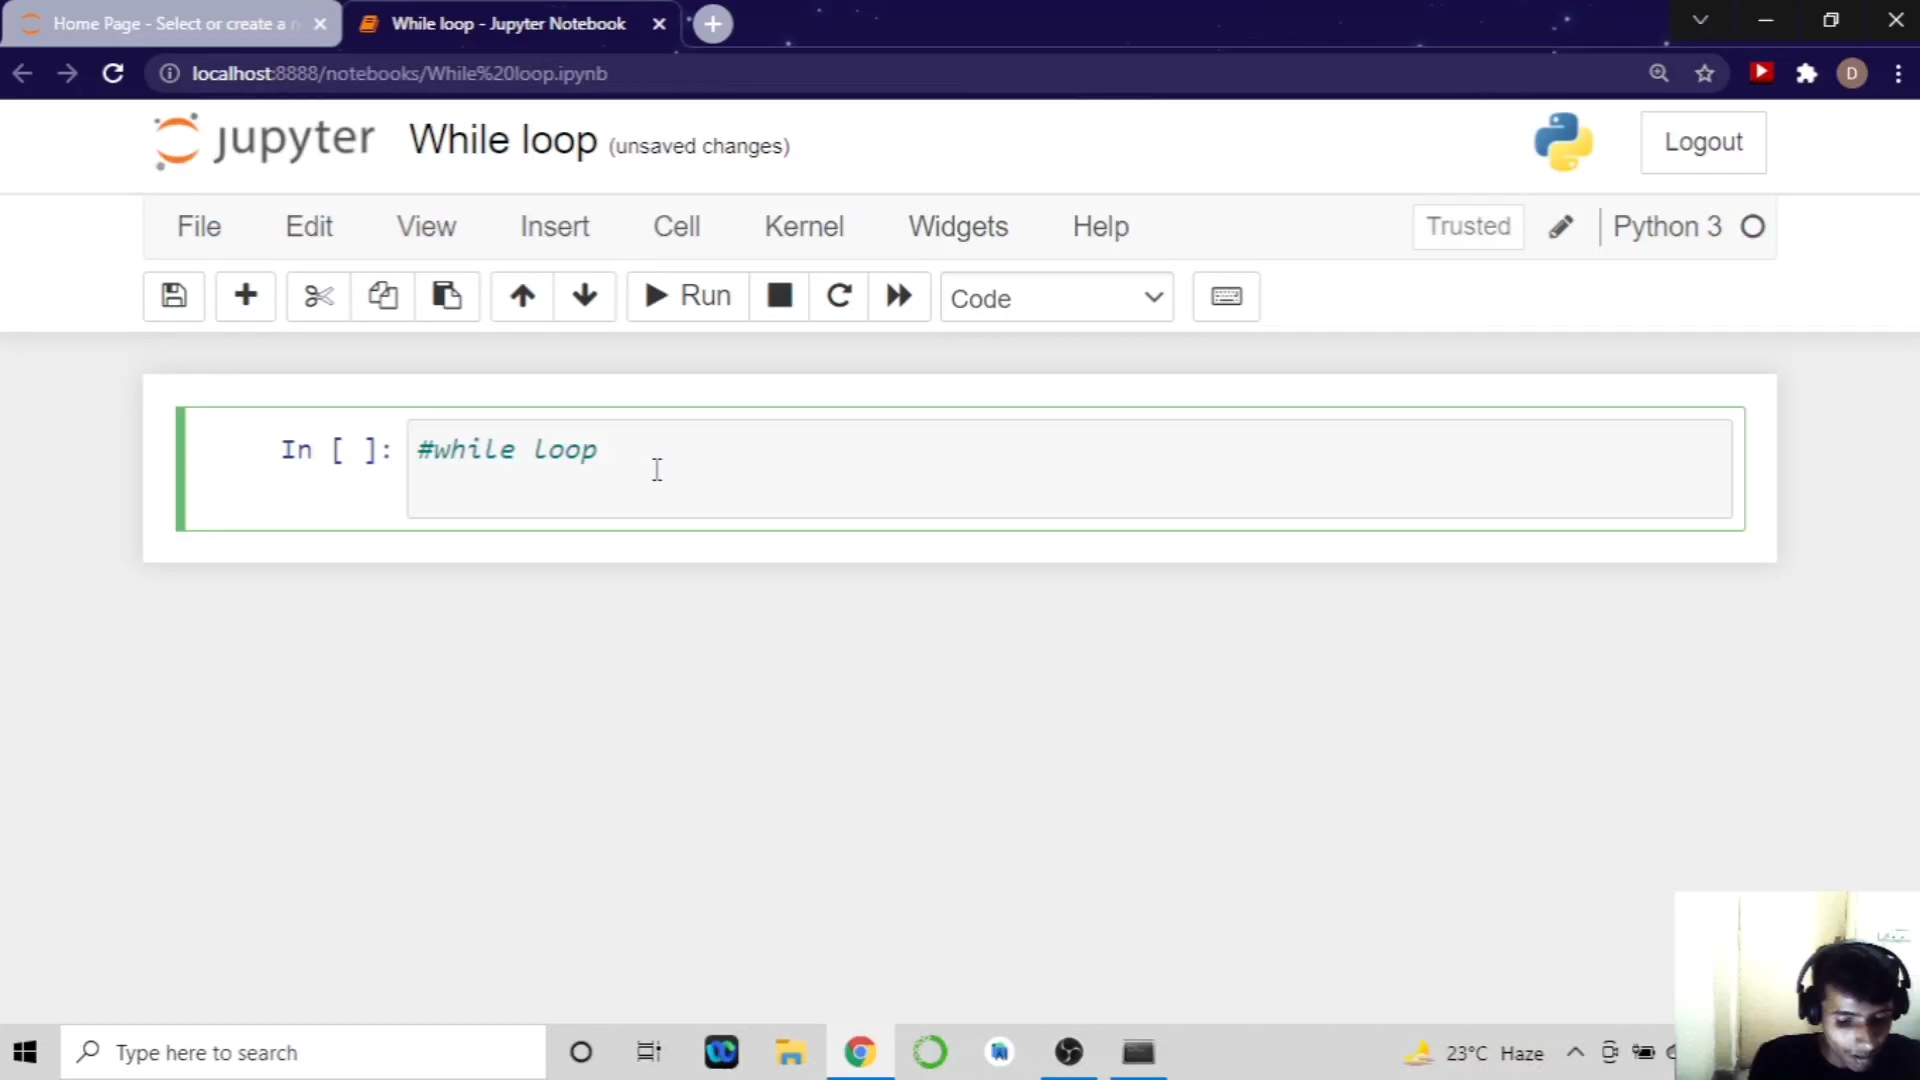 Home Page - Select or create a n
While loop - Jupyter Notebook
localhost:8888/notebooks/While%20loop.ipynb
D
jupyter While loop (unsaved changes)
Logout
File Edit View Insert Cell Kernel Widgets Help
Trusted Python 3
Run Code
In [ ]: #while loop
Type here to search
23°C Haze